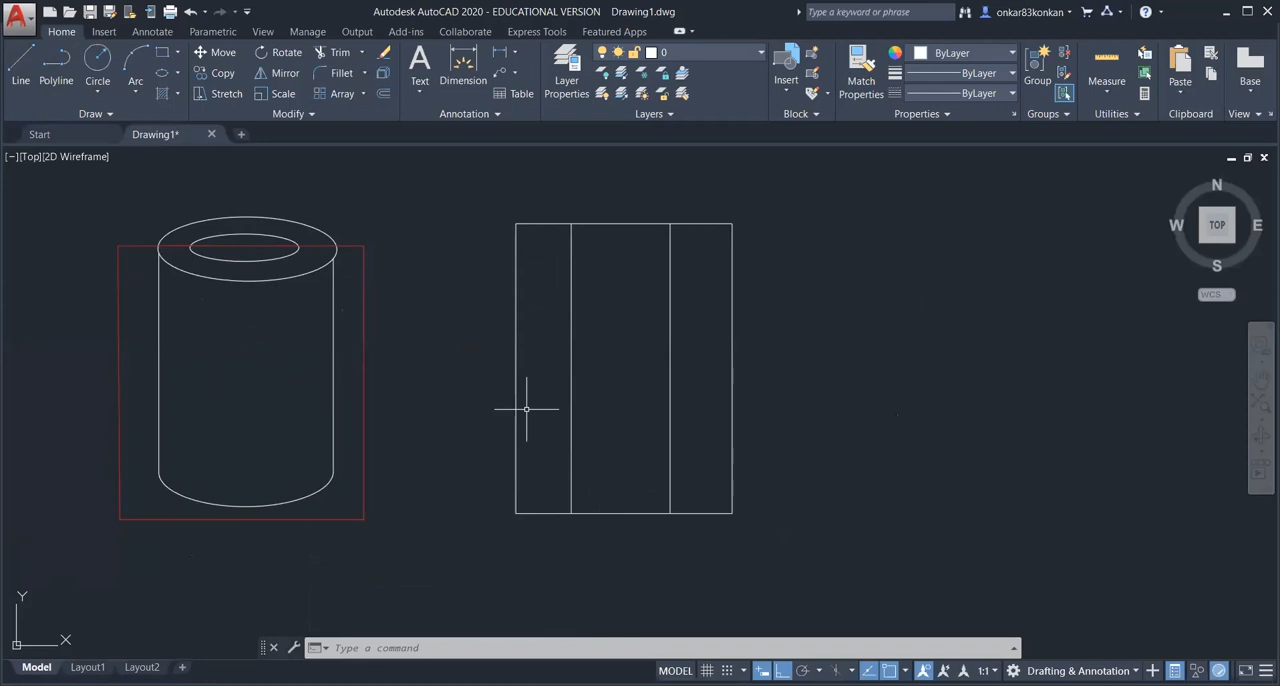 Autodesk AutoCAD 2020 - EDUCATIONAL VERSION Drawing1.dwg Type a keyword or phrase onkar83konkan
Home Insert Annotate Parametric View Output Add-ins Collaborate Express Tools Featured Apps
Line Polyline Circle Arc
Move Rotate Trim
Copy Mirror Fillet
Stretch Scale Array
Text Dimension Table
Layer Properties
0
Insert
Match Properties
ByLayer
ByLayer
ByLayer
Group Measure Paste Base
Draw Modify Annotation Layers Block Properties Groups Utilities Clipboard View
Start Drawing1*
[−][Top][2D Wireframe]
N
W TOP E
S
WCS
Y
X
Type a command
Model Layout1 Layout2 MODEL 1:1 Drafting & Annotation